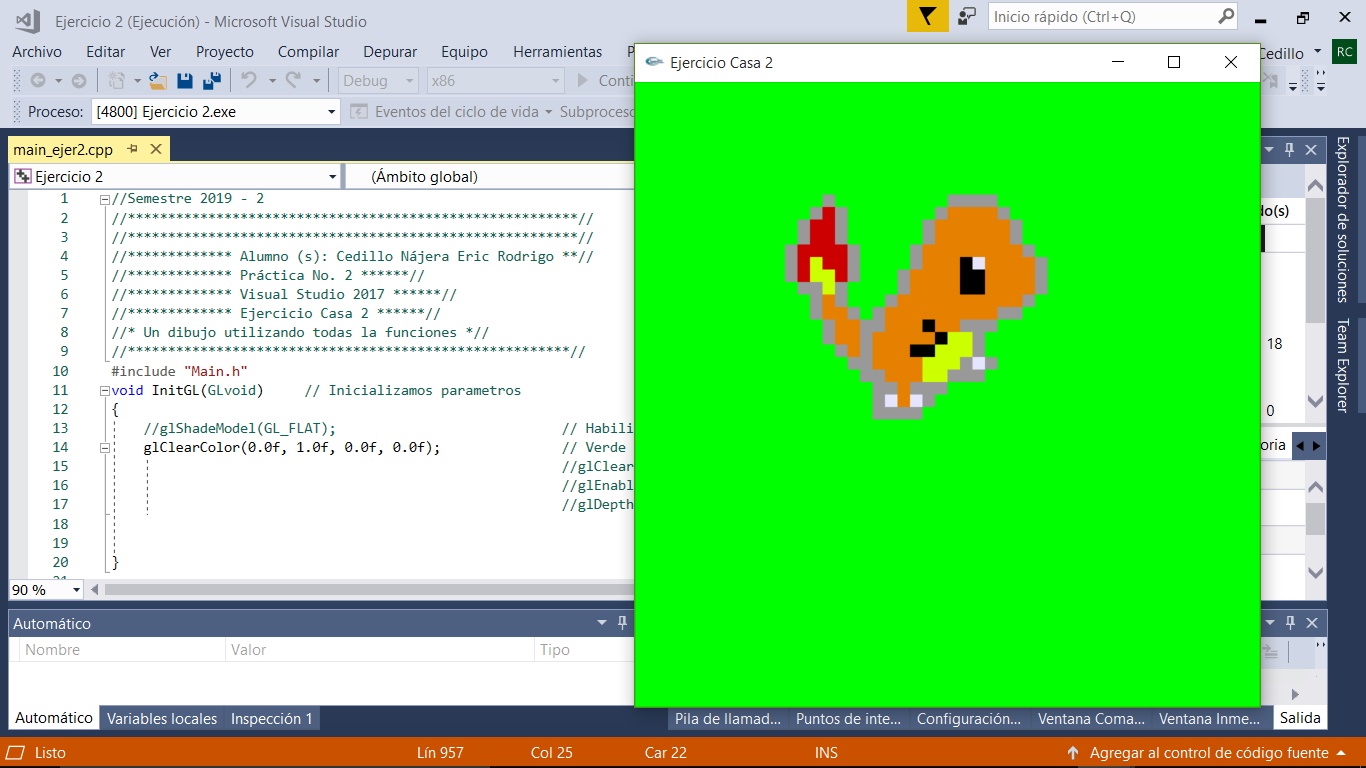 Ejercicio 2 (Ejecución) - Microsoft Visual Studio
Inicio rápido (Ctrl+Q)
Archivo Editar Ver Proyecto Compilar Depurar Equipo Herramientas
Cedillo
RC
Debug x86
Proceso: [4800] Ejercicio 2.exe Eventos del ciclo de vida Subproceso
main_ejer2.cpp
Ejercicio 2 (Ámbito global)
1 //Semestre 2019 - 2
2 //********************************************************//
3 //********************************************************//
4 //************* Alumno (s): Cedillo Nájera Eric Rodrigo **//
5 //************* Práctica No. 2 ******//
6 //************* Visual Studio 2017 ******//
7 //************* Ejercicio Casa 2 ******//
8 //* Un dibujo utilizando todas la funciones *//
9 //*******************************************************//
10 #include "Main.h"
11 void InitGL(GLvoid) // Inicializamos parametros
12 {
13 //glShadeModel(GL_FLAT); // Habili
14 glClearColor(0.0f, 1.0f, 0.0f, 0.0f); // Verde
15 //glClear
16 //glEnabl
17 //glDepth
18
19
20 }
90 %
Ejercicio Casa 2
Explorador de soluciones
Team Explorer
do(s)
18
0
oria
Automático
Nombre Valor Tipo
Automático Variables locales Inspección 1
Pila de llamad... Puntos de inte... Configuración... Ventana Coma... Ventana Inme... Salida
Listo Lín 957 Col 25 Car 22 INS Agregar al control de código fuente